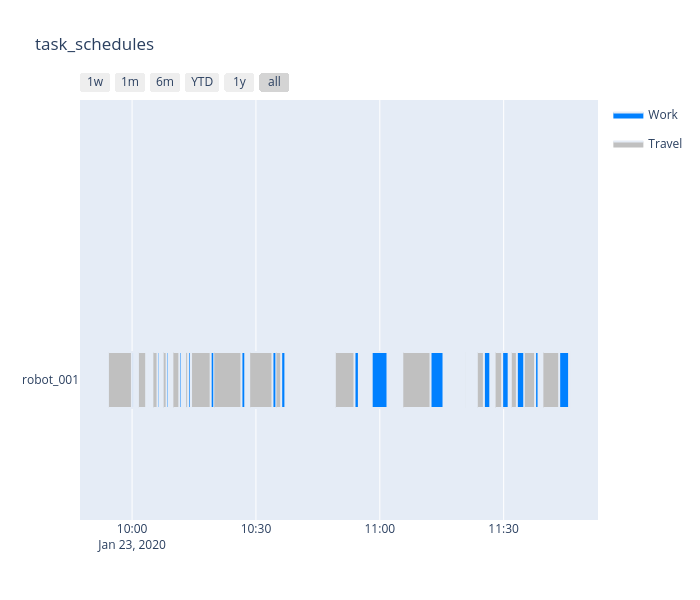 task_schedules
1w 1m 6m YTD 1y all
Work
Travel
robot_001
10:00 10:30 11:00 11:30
Jan 23, 2020